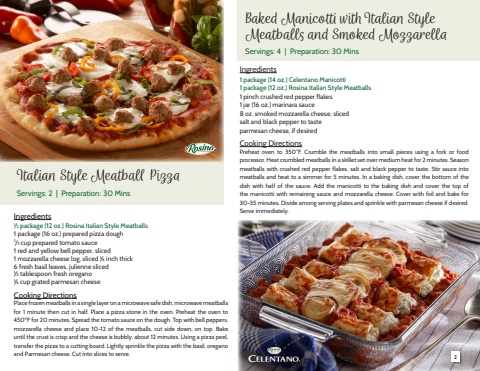 Rosina
Italian Style Meatball Pizza
Servings: 2 | Preparation: 30 Mins
Ingredients
½ package (12 oz.) Rosina Italian Style Meatballs
1 package (16 oz.) prepared pizza dough
⅔ cup prepared tomato sauce
1 red and yellow bell pepper, sliced
1 mozzarella cheese log, sliced ¼ inch thick
6 fresh basil leaves, julienne sliced
½ tablespoon fresh oregano
¼ cup grated parmesan cheese
Cooking Directions
Place frozen meatballs in a single layer on a microwave safe dish, microwave meatballs
for 1 minute then cut in half. Place a pizza stone in the oven. Preheat the oven to
450°F for 20 minutes. Spread the tomato sauce on the dough. Top with bell peppers,
mozzarella cheese and place 10-12 of the meatballs, cut side down, on top. Bake
until the crust is crisp and the cheese is bubbly, about 12 minutes. Using a pizza peel,
transfer the pizza to a cutting board. Lightly sprinkle the pizza with the basil, oregano
and Parmesan cheese. Cut into slices to serve.
Baked Manicotti with Italian Style
Meatballs and Smoked Mozzarella
Servings: 4 | Preparation: 30 Mins
Ingredients
1 package (14 oz.) Celentano Manicotti
1 package (12 oz.) Rosina Italian Style Meatballs
1 pinch crushed red pepper flakes
1 jar (16 oz.) marinara sauce
8 oz. smoked mozzarella cheese, sliced
salt and black pepper to taste
parmesan cheese, if desired
Cooking Directions
Preheat oven to 350°F. Crumble the meatballs into small pieces using a fork or food
processor. Heat crumbled meatballs in a skillet set over medium heat for 2 minutes. Season
meatballs with crushed red pepper flakes, salt and black pepper to taste. Stir sauce into
meatballs and heat to a simmer for 5 minutes. In a baking dish, cover the bottom of the
dish with half of the sauce. Add the manicotti to the baking dish and cover the top of
the manicotti with remaining sauce and mozzarella cheese. Cover with foil and bake for
30-35 minutes. Divide among serving plates and sprinkle with parmesan cheese if desired.
Serve immediately.
CELENTANO
2